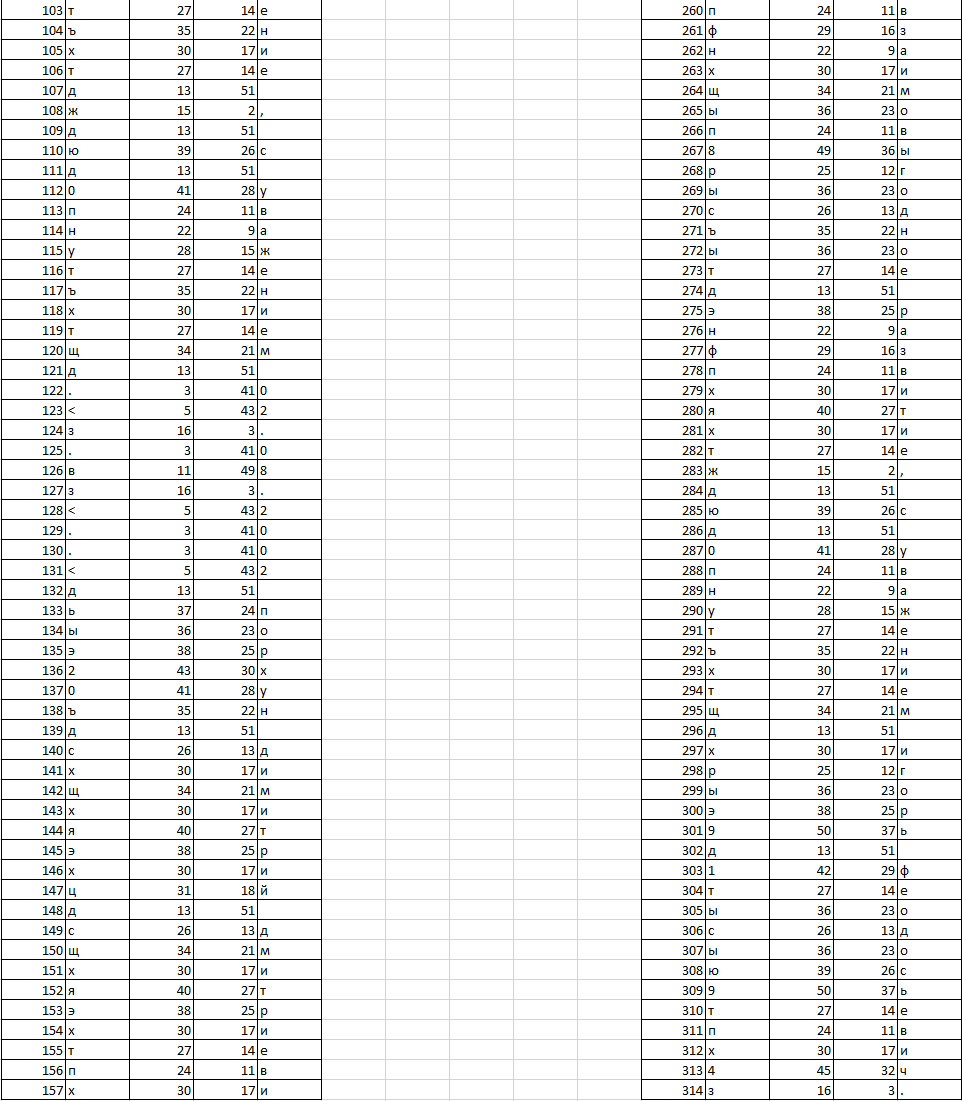 103 т 27 14 е 260 п 24 11 в
104 ъ 35 22 н 261 ф 29 16 з
105 х 30 17 и 262 н 22 9 а
106 т 27 14 е 263 х 30 17 и
107 д 13 51 264 щ 34 21 м
108 ж 15 2 , 265 ы 36 23 о
109 д 13 51 266 п 24 11 в
110 ю 39 26 с 267 8 49 36 ы
111 д 13 51 268 р 25 12 г
112 0 41 28 у 269 ы 36 23 о
113 п 24 11 в 270 с 26 13 д
114 н 22 9 а 271 ъ 35 22 н
115 у 28 15 ж 272 ы 36 23 о
116 т 27 14 е 273 т 27 14 е
117 ъ 35 22 н 274 д 13 51
118 х 30 17 и 275 э 38 25 р
119 т 27 14 е 276 н 22 9 а
120 щ 34 21 м 277 ф 29 16 з
121 д 13 51 278 п 24 11 в
122 . 3 41 0 279 х 30 17 и
123 < 5 43 2 280 я 40 27 т
124 з 16 3 . 281 х 30 17 и
125 . 3 41 0 282 т 27 14 е
126 в 11 49 8 283 ж 15 2 ,
127 з 16 3 . 284 д 13 51
128 < 5 43 2 285 ю 39 26 с
129 . 3 41 0 286 д 13 51
130 . 3 41 0 287 0 41 28 у
131 < 5 43 2 288 п 24 11 в
132 д 13 51 289 н 22 9 а
133 ь 37 24 п 290 у 28 15 ж
134 ы 36 23 о 291 т 27 14 е
135 э 38 25 р 292 ъ 35 22 н
136 2 43 30 х 293 х 30 17 и
137 0 41 28 у 294 т 27 14 е
138 ъ 35 22 н 295 щ 34 21 м
139 д 13 51 296 д 13 51
140 с 26 13 д 297 х 30 17 и
141 х 30 17 и 298 р 25 12 г
142 щ 34 21 м 299 ы 36 23 о
143 х 30 17 и 300 э 38 25 р
144 я 40 27 т 301 9 50 37 ь
145 э 38 25 р 302 д 13 51
146 х 30 17 и 303 1 42 29 ф
147 ц 31 18 й 304 т 27 14 е
148 д 13 51 305 ы 36 23 о
149 с 26 13 д 306 с 26 13 д
150 щ 34 21 м 307 ы 36 23 о
151 х 30 17 и 308 ю 39 26 с
152 я 40 27 т 309 9 50 37 ь
153 э 38 25 р 310 т 27 14 е
154 х 30 17 и 311 п 24 11 в
155 т 27 14 е 312 х 30 17 и
156 п 24 11 в 313 4 45 32 ч
157 х 30 17 и 314 з 16 3 .